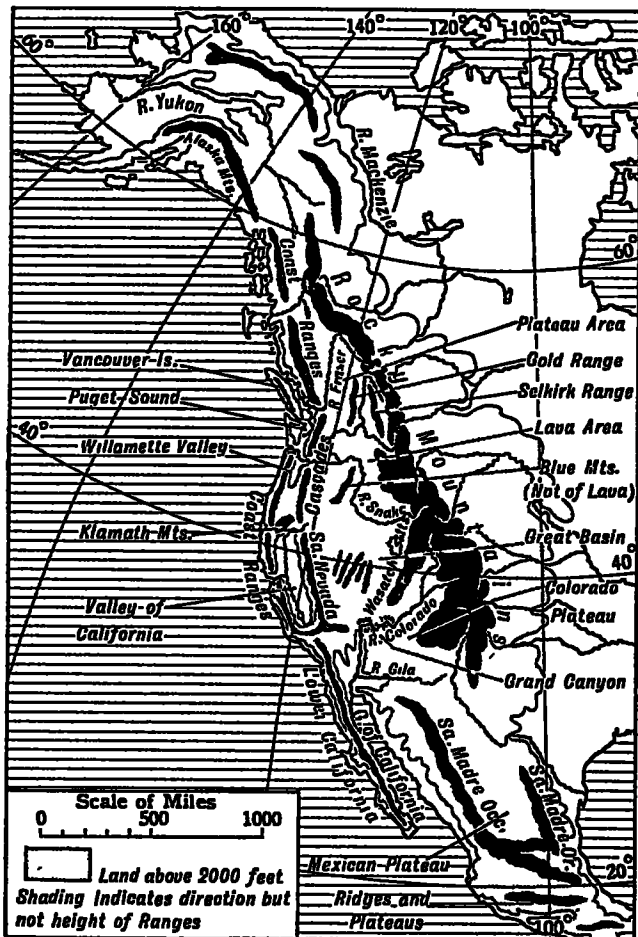 160°
140°
120°
100°
60°
R. Yukon
Alaska Mts.
R. Mackenzie
60°
Coast Ranges
Rocky Mountains
Plateau Area
Gold Range
Selkirk Range
Lava Area
Blue Mts.
(Not of Lava)
Great Basin
40°
Colorado
Plateau
Grand Canyon
Vancouver Is.
Puget Sound
40°
Willamette Valley
Klamath Mts.
Valley of
California
R. Fraser
Cascades
Coast Ranges
Sa. Nevada
R. Snake
Wasatch Mts.
R. Colorado
R. Gila
Lower California
G. of California
Sa. Madre Occ.
Sa. Madre Or.
Mexican Plateau
20°
Ridges and
Plateaus
100°
Scale of Miles
0 500 1000
Land above 2000 feet
Shading indicates direction but
not height of Ranges